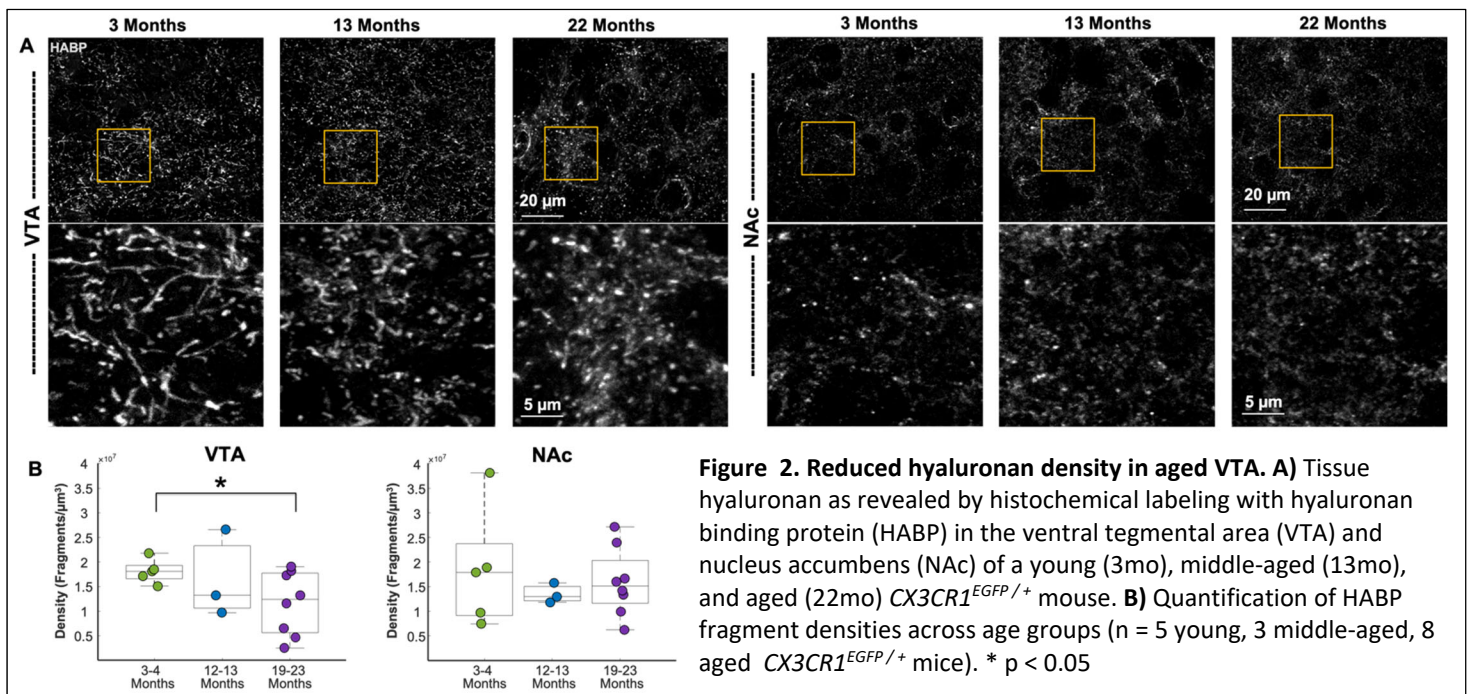 3 Months 13 Months 22 Months 3 Months 13 Months 22 Months
A
HABP
VTA
20 µm
5 µm
NAc
20 µm
5 µm
B
VTA
×10⁷
Density (Fragments/µm³)
4
3.5
3
2.5
2
1.5
1
0.5
*
3-4 Months
12-13 Months
19-23 Months
NAc
×10⁷
Density (Fragments/µm³)
4
3.5
3
2.5
2
1.5
1
0.5
3-4 Months
12-13 Months
19-23 Months
Figure 2. Reduced hyaluronan density in aged VTA. A) Tissue
hyaluronan as revealed by histochemical labeling with hyaluronan
binding protein (HABP) in the ventral tegmental area (VTA) and
nucleus accumbens (NAc) of a young (3mo), middle-aged (13mo),
and aged (22mo) CX3CR1^EGFP/+ mouse. B) Quantification of HABP
fragment densities across age groups (n = 5 young, 3 middle-aged, 8
aged CX3CR1^EGFP/+ mice). * p < 0.05